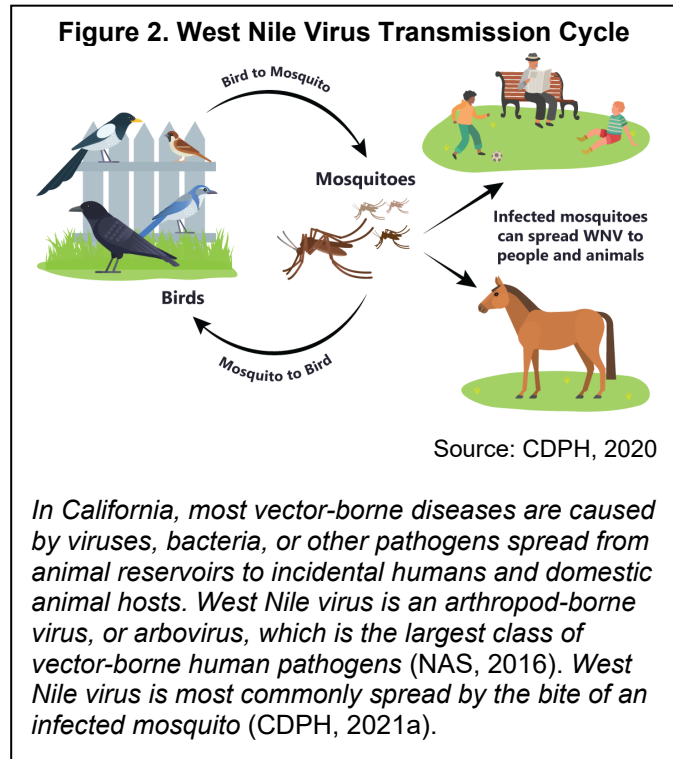 Figure 2. West Nile Virus Transmission Cycle
Bird to Mosquito
Mosquitoes
Infected mosquitoes
can spread WNV to
people and animals
Birds
Mosquito to Bird
Source: CDPH, 2020
In California, most vector-borne diseases are caused
by viruses, bacteria, or other pathogens spread from
animal reservoirs to incidental humans and domestic
animal hosts. West Nile virus is an arthropod-borne
virus, or arbovirus, which is the largest class of
vector-borne human pathogens (NAS, 2016). West
Nile virus is most commonly spread by the bite of an
infected mosquito (CDPH, 2021a).